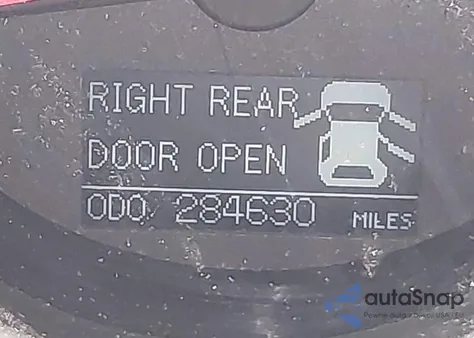 RIGHT REAR
DOOR OPEN
ODO 284630 MILES
autoSnap